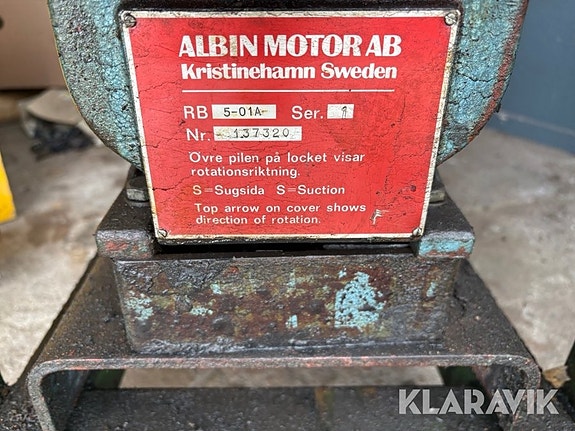 ALBIN MOTOR AB
Kristinehamn Sweden
RB 5-01A Ser. 1
Nr. 137320
Övre pilen på locket visar
rotationsriktning.
S=Sugsida S=Suction
Top arrow on cover shows
direction of rotation.
KLARAVIK